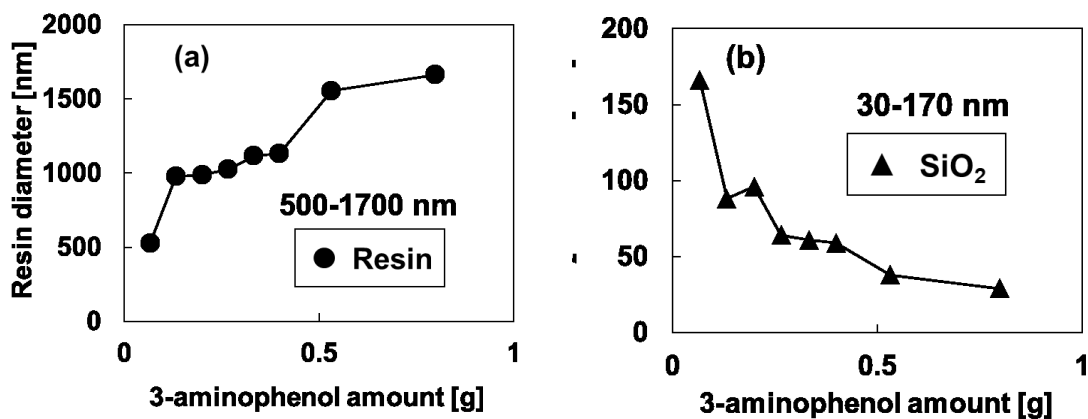 (a)
Resin diameter [nm]
2000
1500
1000
500
0
0
0.5
1
500-1700 nm
Resin
3-aminophenol amount [g]
(b)
200
150
100
50
0
0
0.5
1
30-170 nm
SiO₂
3-aminophenol amount [g]